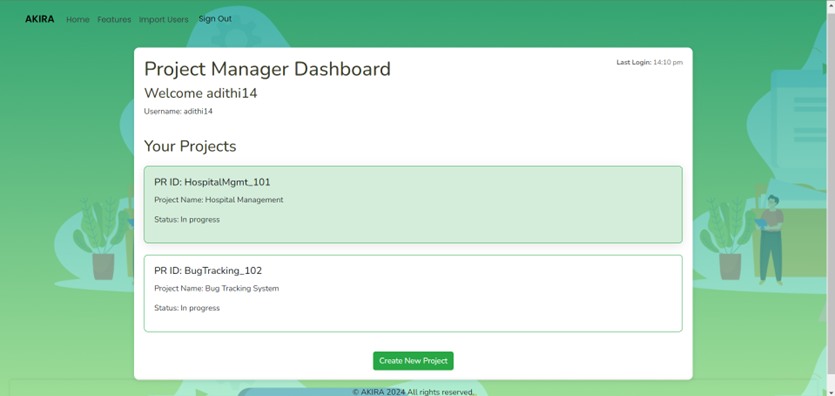 AKIRA Home Features Import Users Sign Out
Project Manager Dashboard
Last Login: 14:10 pm
Welcome adithi14
Username: adithi14
Your Projects
PR ID: HospitalMgmt_101
Project Name: Hospital Management
Status: In progress
PR ID: BugTracking_102
Project Name: Bug Tracking System
Status: In progress
Create New Project
© AKIRA 2024.All rights reserved.